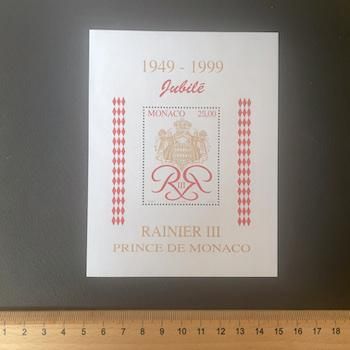 1949 - 1999
Jubilé
MONACO 25,00
III
RAINIER III
PRINCE DE MONACO
1 2 3 4 5 6 7 8 9 10 11 12 13 14 15 16 17 18